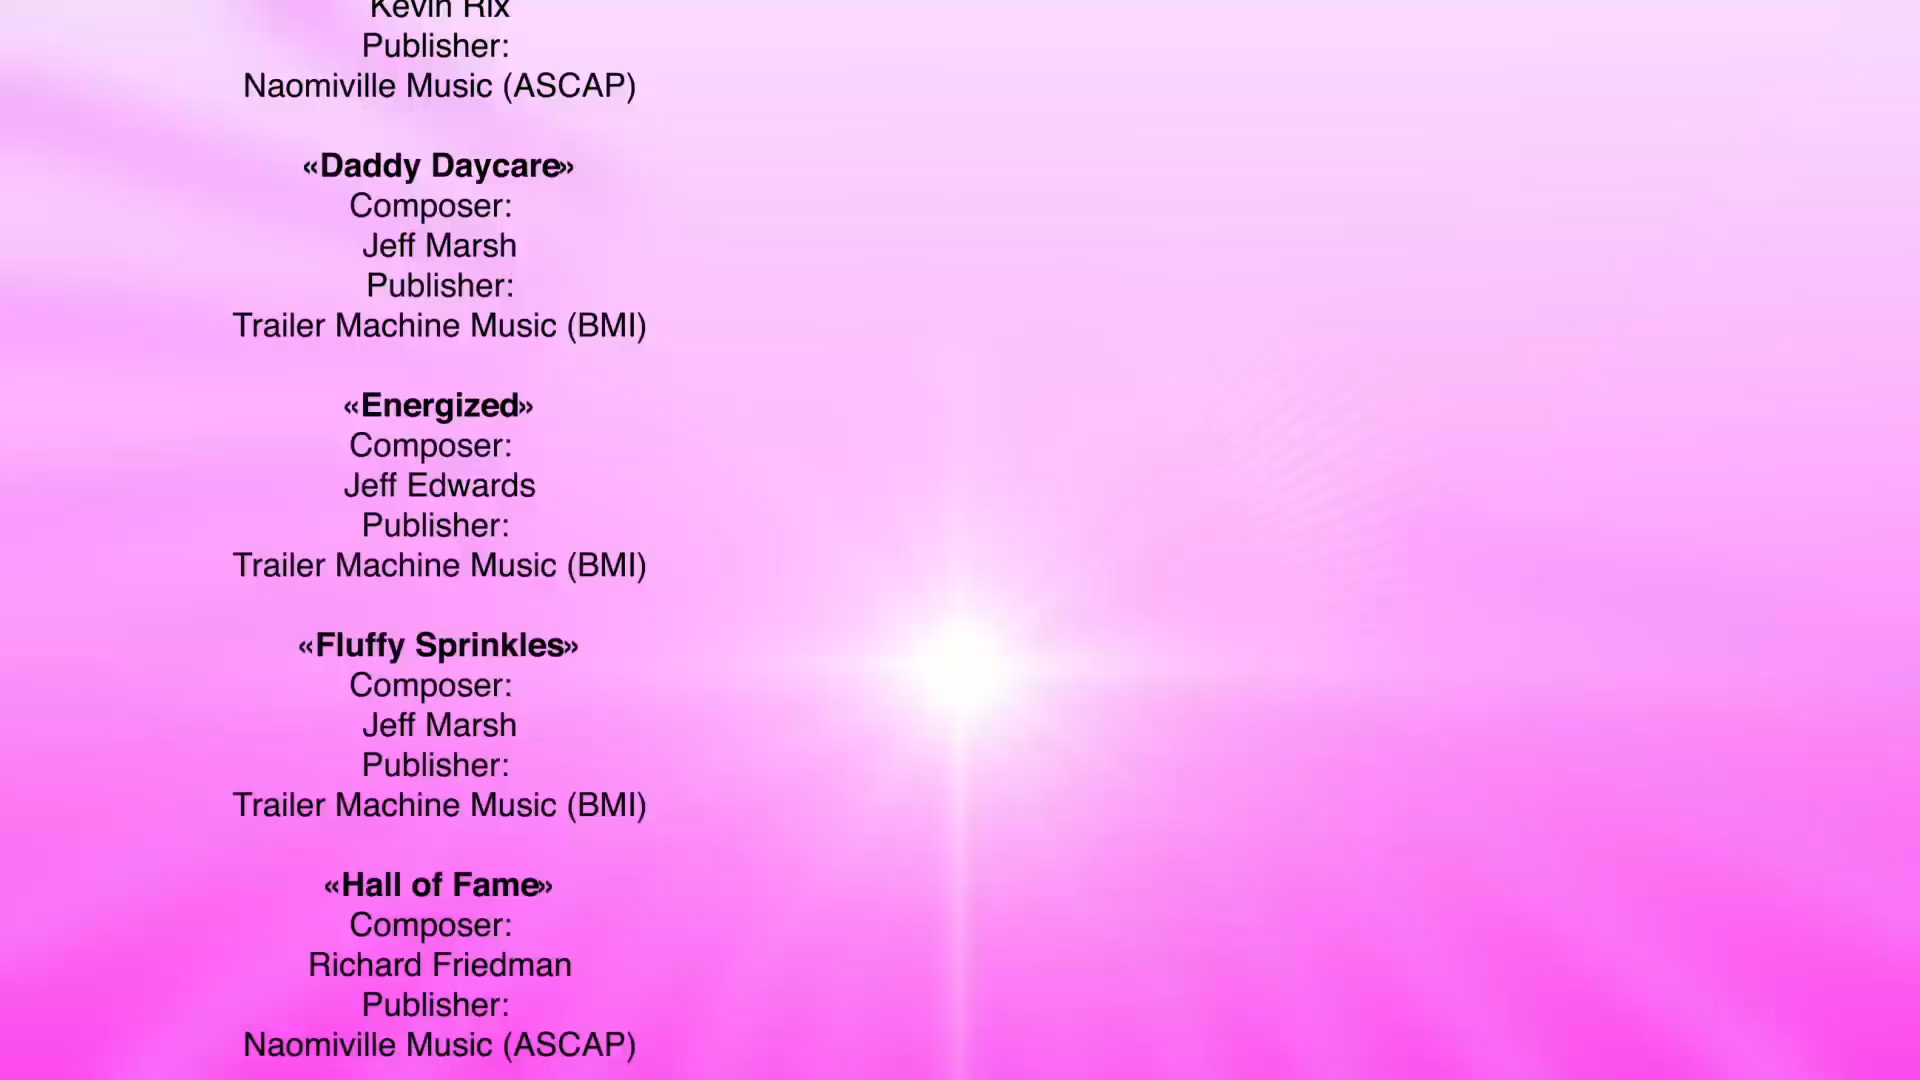 Kevin Rix
Publisher:
Naomiville Music (ASCAP)
«Daddy Daycare»
Composer:
Jeff Marsh
Publisher:
Trailer Machine Music (BMI)
«Energized»
Composer:
Jeff Edwards
Publisher:
Trailer Machine Music (BMI)
«Fluffy Sprinkles»
Composer:
Jeff Marsh
Publisher:
Trailer Machine Music (BMI)
«Hall of Fame»
Composer:
Richard Friedman
Publisher:
Naomiville Music (ASCAP)